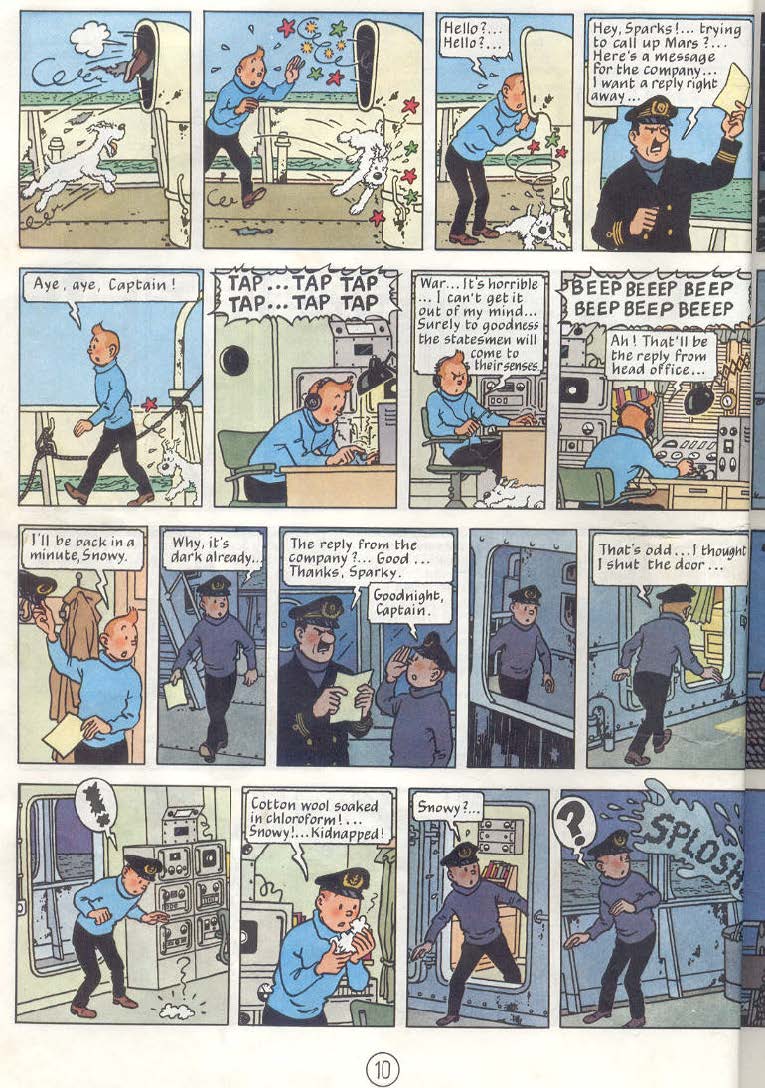 Hello?...
Hello?...
Hey, Sparks!... trying
to call up Mars?...
Here's a message
for the company...
I want a reply right
away...
Aye, aye, Captain!
TAP... TAP TAP
TAP... TAP TAP
War... It's horrible
... I can't get it
out of my mind...
Surely to goodness
the statesmen will
come to
their senses.
BEEP BEEEP BEEP
BEEP BEEP BEEEP
Ah! That'll be
the reply from
head office...
I'll be back in a
minute, Snowy.
Why, it's
dark already...
The reply from the
company?... Good...
Thanks, Sparky.
Goodnight,
Captain.
That's odd... I thought
I shut the door...
!
Cotton wool soaked
in chloroform!...
Snowy!... Kidnapped!
Snowy?...
?
SPLOSH
10